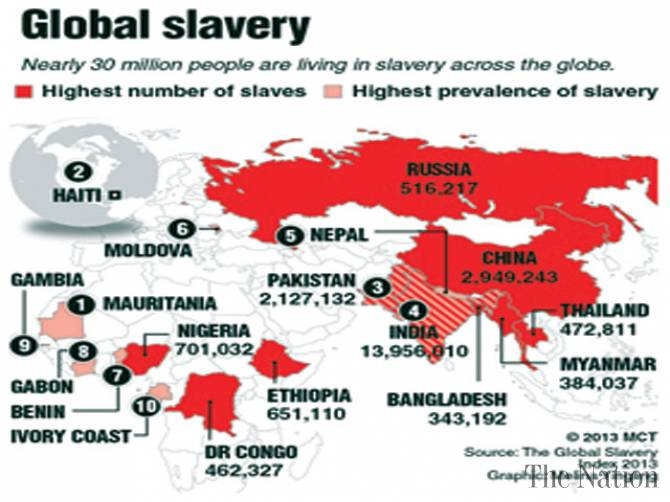 Global slavery
Nearly 30 million people are living in slavery across the globe.
Highest number of slaves
Highest prevalence of slavery
2
HAITI
RUSSIA
516,217
6
MOLDOVA
5 NEPAL
CHINA
2,949,243
GAMBIA
PAKISTAN
2,127,132
3
1 MAURITANIA
4
INDIA
13,956,010
THAILAND
472,811
NIGERIA
701,032
9
8
GABON
7
BENIN
10
IVORY COAST
ETHIOPIA
651,110
MYANMAR
384,037
BANGLADESH
343,192
DR CONGO
462,327
© 2013 MCT
Source: The Global Slavery
Index 2013
Graphic:
The Nation